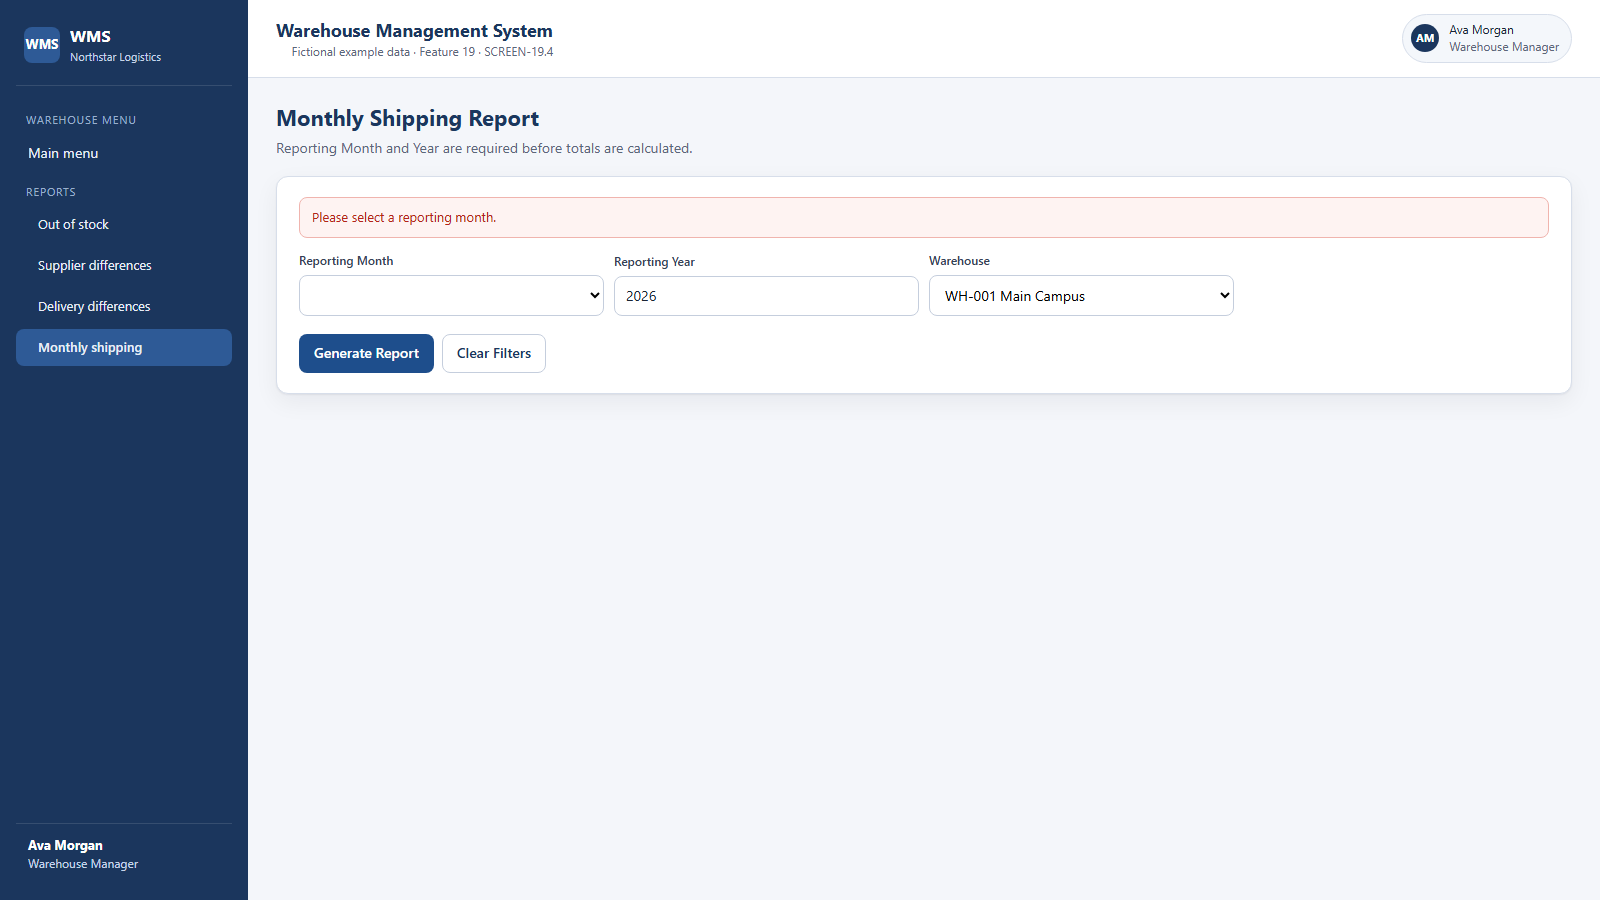 WMS
WMS
Northstar Logistics
WAREHOUSE MENU
Main menu
REPORTS
Out of stock
Supplier differences
Delivery differences
Monthly shipping
Ava Morgan
Warehouse Manager
Warehouse Management System
Fictional example data · Feature 19 · SCREEN-19.4
AM
Ava Morgan
Warehouse Manager
Monthly Shipping Report
Reporting Month and Year are required before totals are calculated.
Please select a reporting month.
Reporting Month
Reporting Year
2026
Warehouse
WH-001 Main Campus
Generate Report
Clear Filters